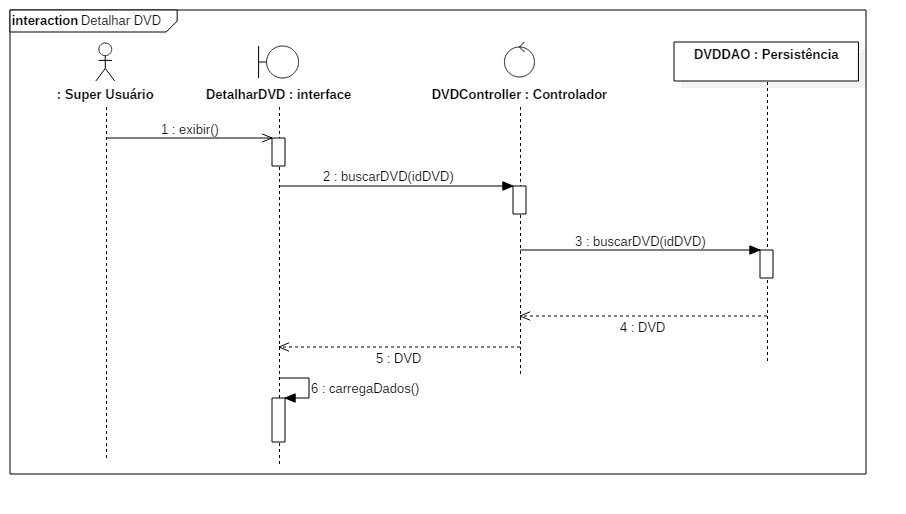 interaction Detalhar DVD
: Super Usuário
DetalharDVD : interface
DVDController : Controlador
DVDDAO : Persistência
1 : exibir()
2 : buscarDVD(idDVD)
3 : buscarDVD(idDVD)
4 : DVD
5 : DVD
6 : carregaDados()